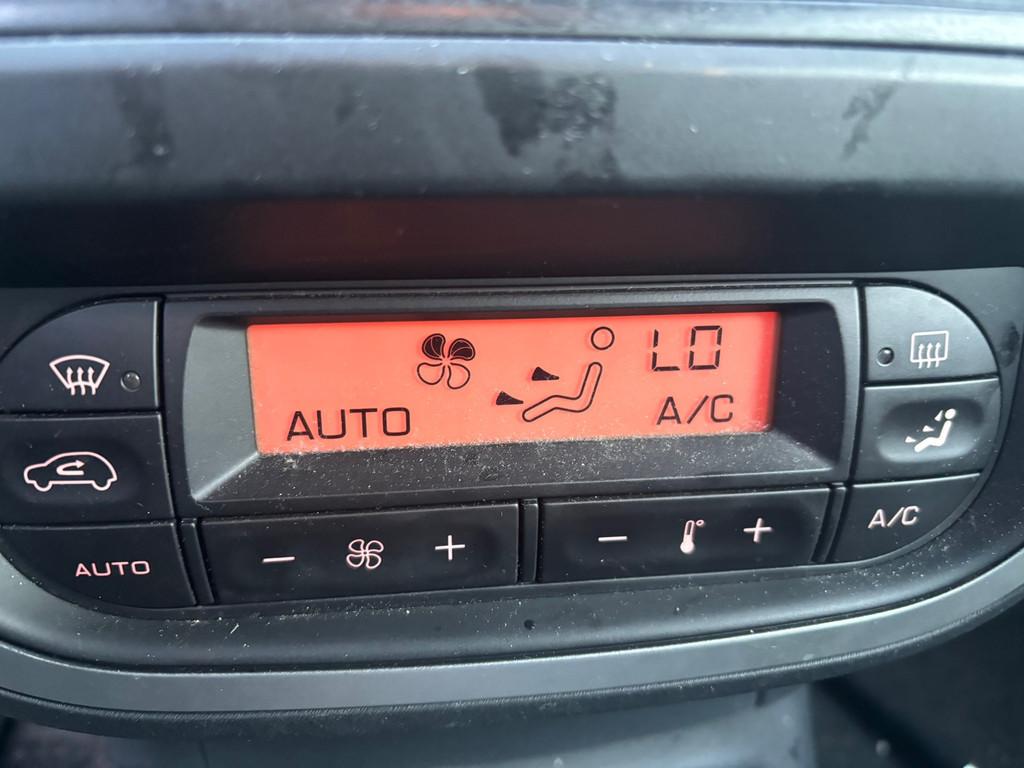 LO
AUTO A/C
A/C
AUTO - + - +